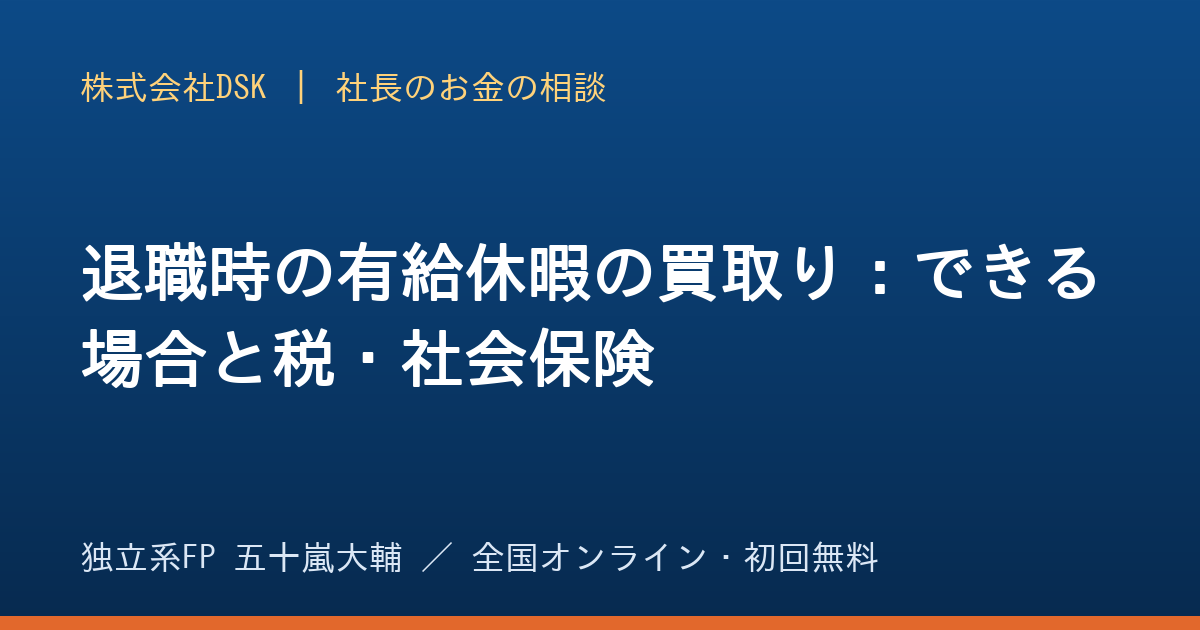 株式会社DSK ｜ 社長のお金の相談
退職時の有給休暇の買取り：できる
場合と税・社会保険
独立系FP 五十嵐大輔 ／ 全国オンライン・初回無料